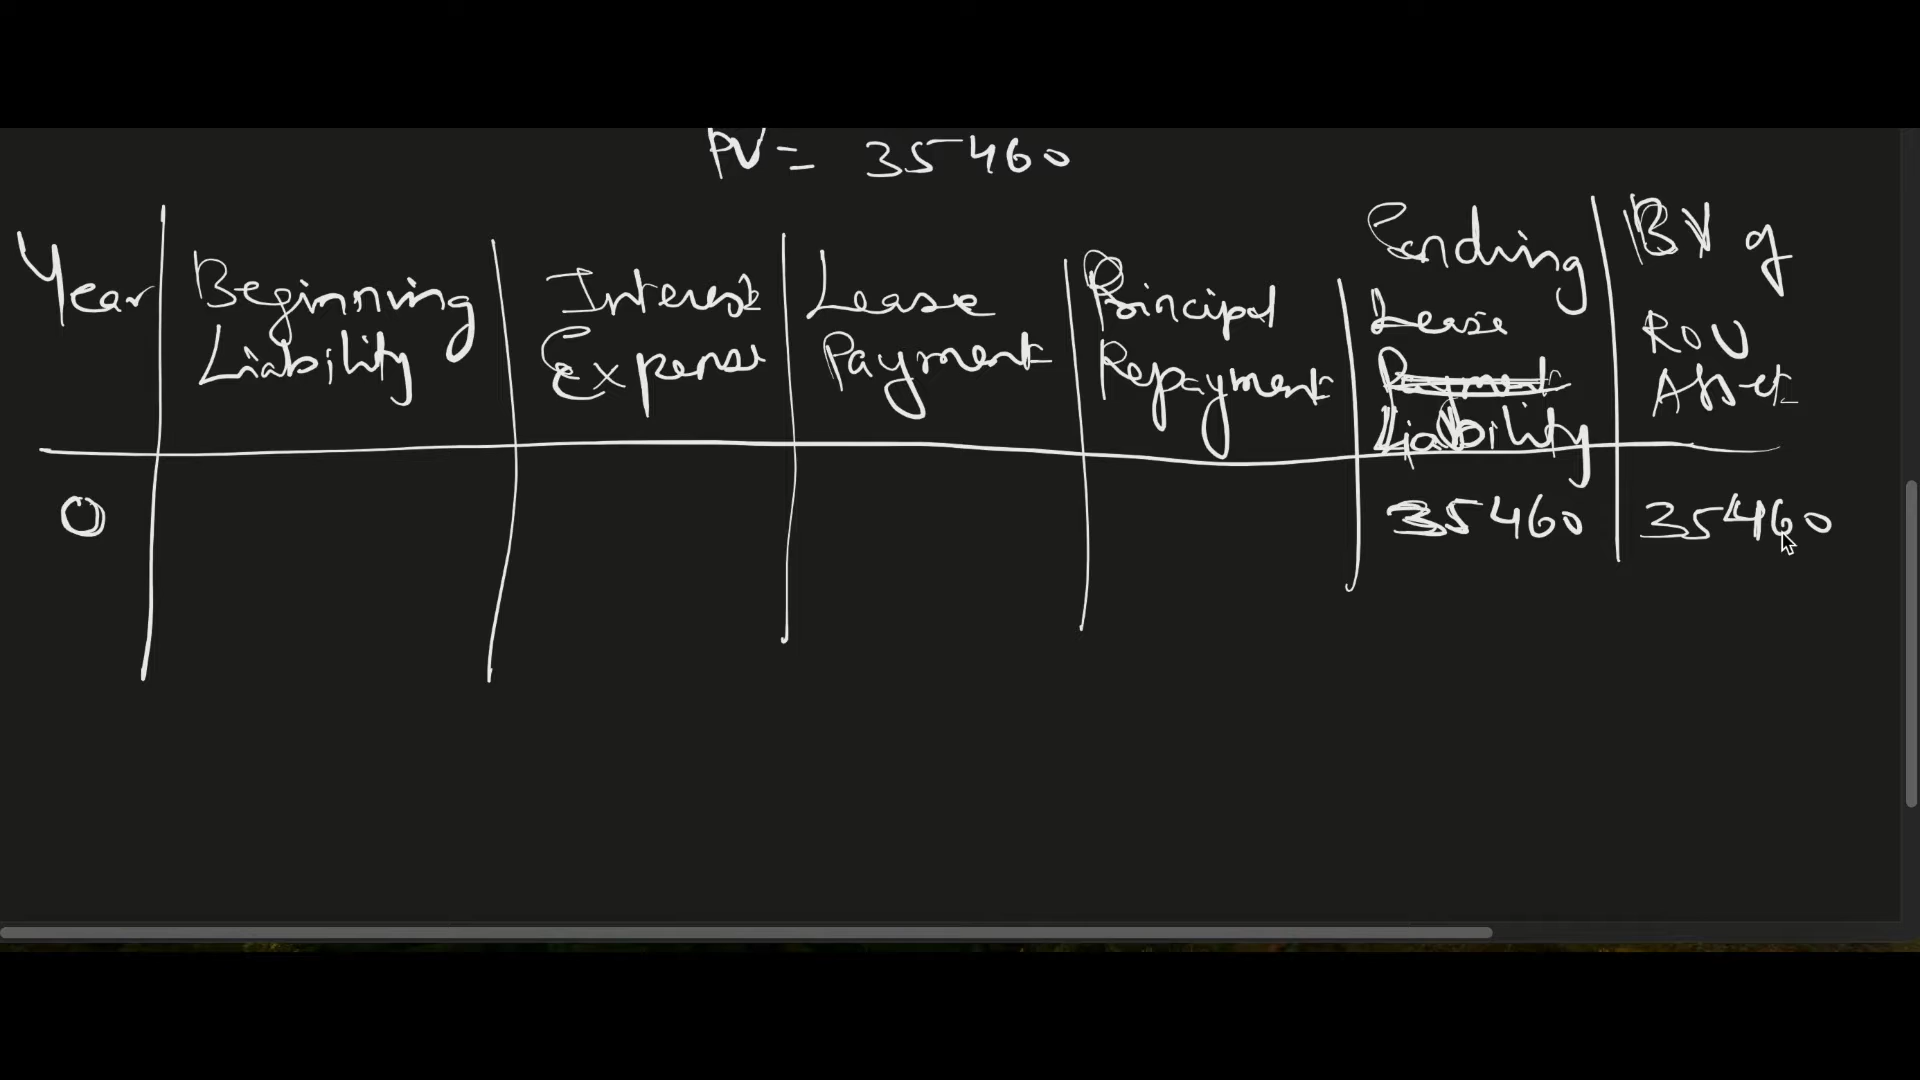 PV = 35460
Year
Beginning
Liability
Interest
Expense
Lease
Payment
Principal
Repayment
Ending
Lease
Payment
Liability
BV of
ROU
Asset
0
35460
35460